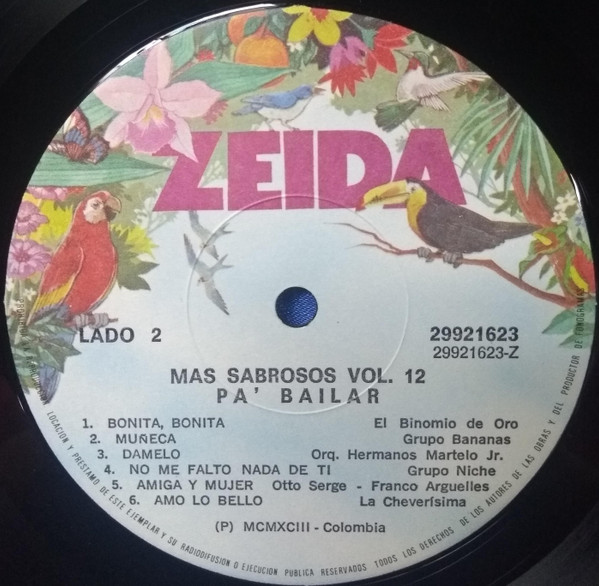 ZEIDA
LADO 2
29921623
29921623-Z
MAS SABROSOS VOL. 12
PA' BAILAR
1. BONITA, BONITA El Binomio de Oro
2. MUÑECA Grupo Bananas
3. DAMELO Orq. Hermanos Martelo Jr.
4. NO ME FALTO NADA DE TI Grupo Niche
5. AMIGA Y MUJER Otto Serge - Franco Arguelles
6. AMO LO BELLO La Cheverísima
(P) MCMXCIII - Colombia
LOCACION Y PRESTAMO DE ESTE EJEMPLAR Y SU RADIODIFUSION O EJECUCION PUBLICA RESERVADOS TODOS LOS DERECHOS DE LOS AUTORES DE LAS OBRAS Y DEL PRODUCTOR DE FONOGRAMAS